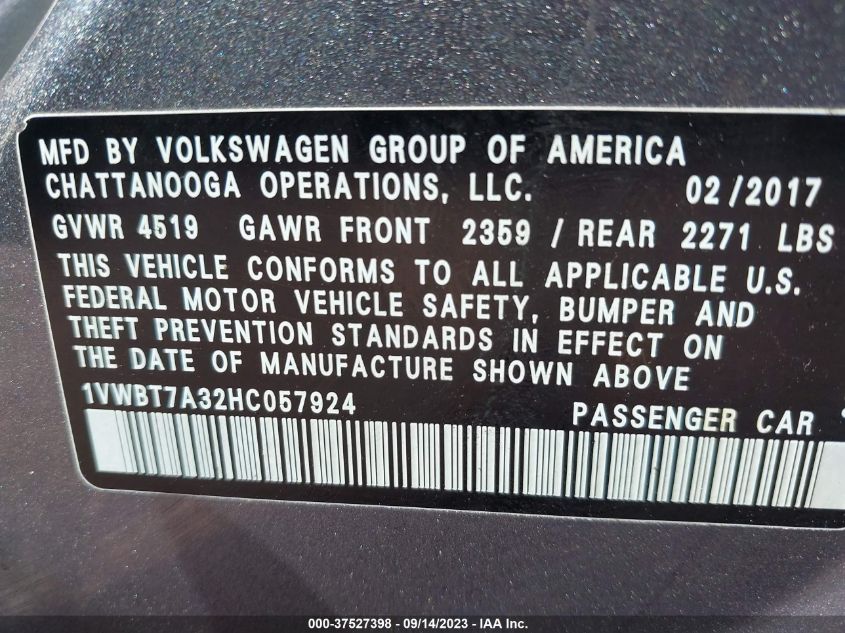 MFD BY VOLKSWAGEN GROUP OF AMERICA
CHATTANOOGA OPERATIONS, LLC. 02/2017
GVWR 4519 GAWR FRONT 2359 / REAR 2271 LBS
THIS VEHICLE CONFORMS TO ALL APPLICABLE U.S.
FEDERAL MOTOR VEHICLE SAFETY, BUMPER AND
THEFT PREVENTION STANDARDS IN EFFECT ON
THE DATE OF MANUFACTURE SHOWN ABOVE
1VWBT7A32HC057924 PASSENGER CAR
000-37527398 - 09/14/2023 - IAA Inc.